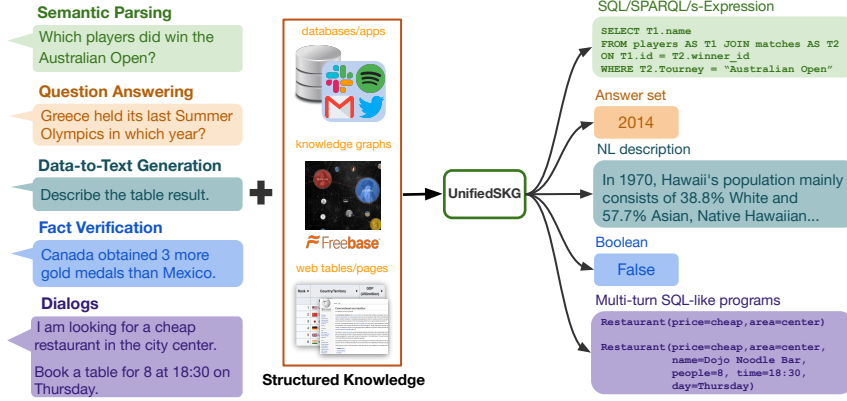 Semantic Parsing
Which players did win the
Australian Open?
Question Answering
Greece held its last Summer
Olympics in which year?
Data-to-Text Generation
Describe the table result.
Fact Verification
Canada obtained 3 more
gold medals than Mexico.
Dialogs
I am looking for a cheap
restaurant in the city center.
Book a table for 8 at 18:30 on
Thursday.
databases/apps
knowledge graphs
Freebase
web tables/pages
Rank
Country/Territory
GDP
(US$million)
Structured Knowledge
UnifiedSKG
SQL/SPARQL/s-Expression
SELECT T1.name
FROM players AS T1 JOIN matches AS T2
ON T1.id = T2.winner_id
WHERE T2.Tourney = “Australian Open”
Answer set
2014
NL description
In 1970, Hawaii's population mainly
consists of 38.8% White and
57.7% Asian, Native Hawaiian...
Boolean
False
Multi-turn SQL-like programs
Restaurant(price=cheap,area=center)
Restaurant(price=cheap,area=center,
name=Dojo Noodle Bar,
people=8, time=18:30,
day=Thursday)